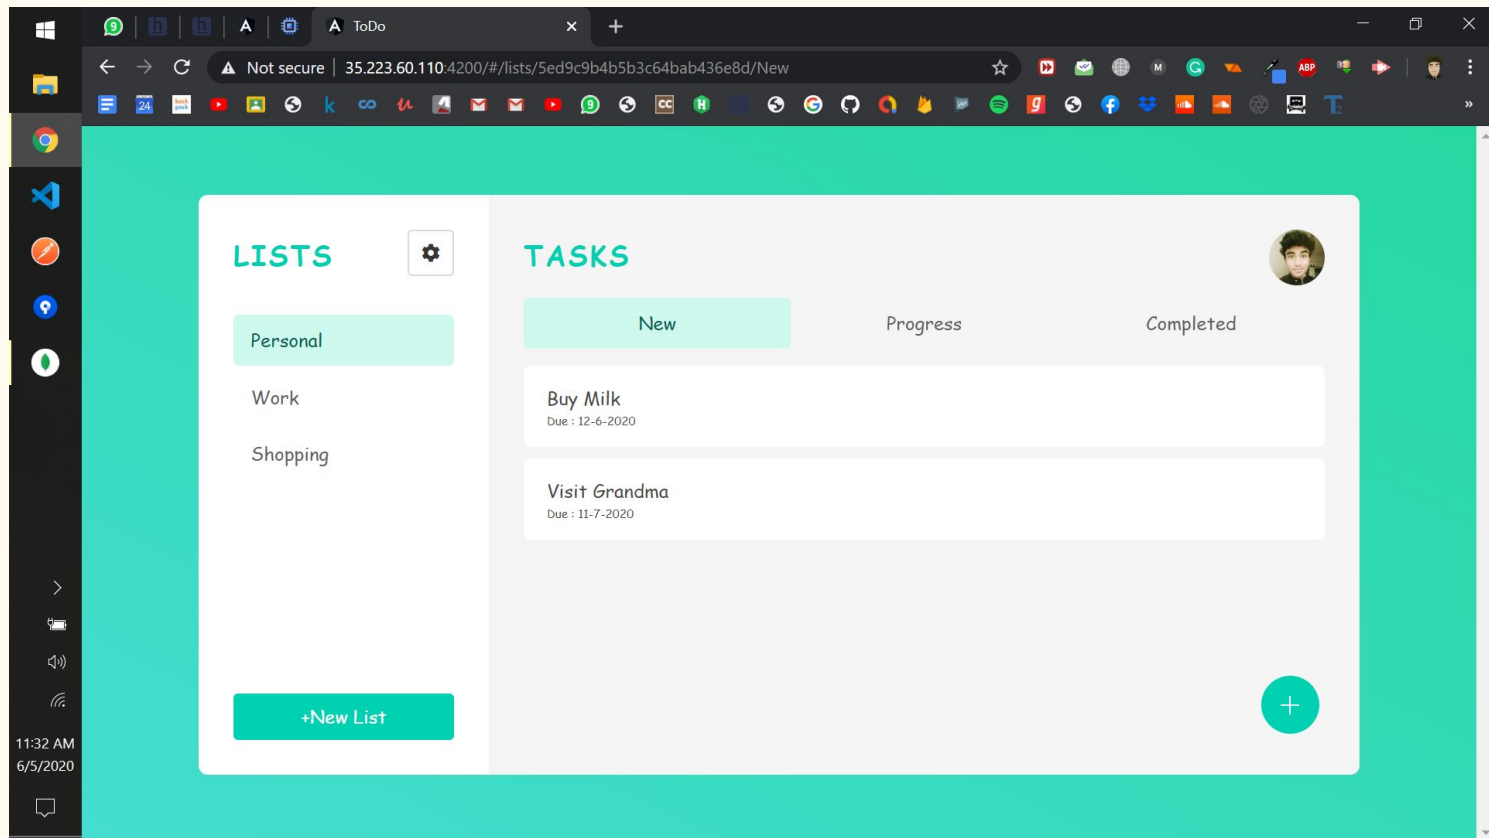 ToDo
Not secure | 35.223.60.110:4200/#/lists/5ed9c9b4b5b3c64bab436e8d/New
LISTS
Personal
Work
Shopping
+New List
TASKS
New Progress Completed
Buy Milk
Due : 12-6-2020
Visit Grandma
Due : 11-7-2020
11:32 AM
6/5/2020